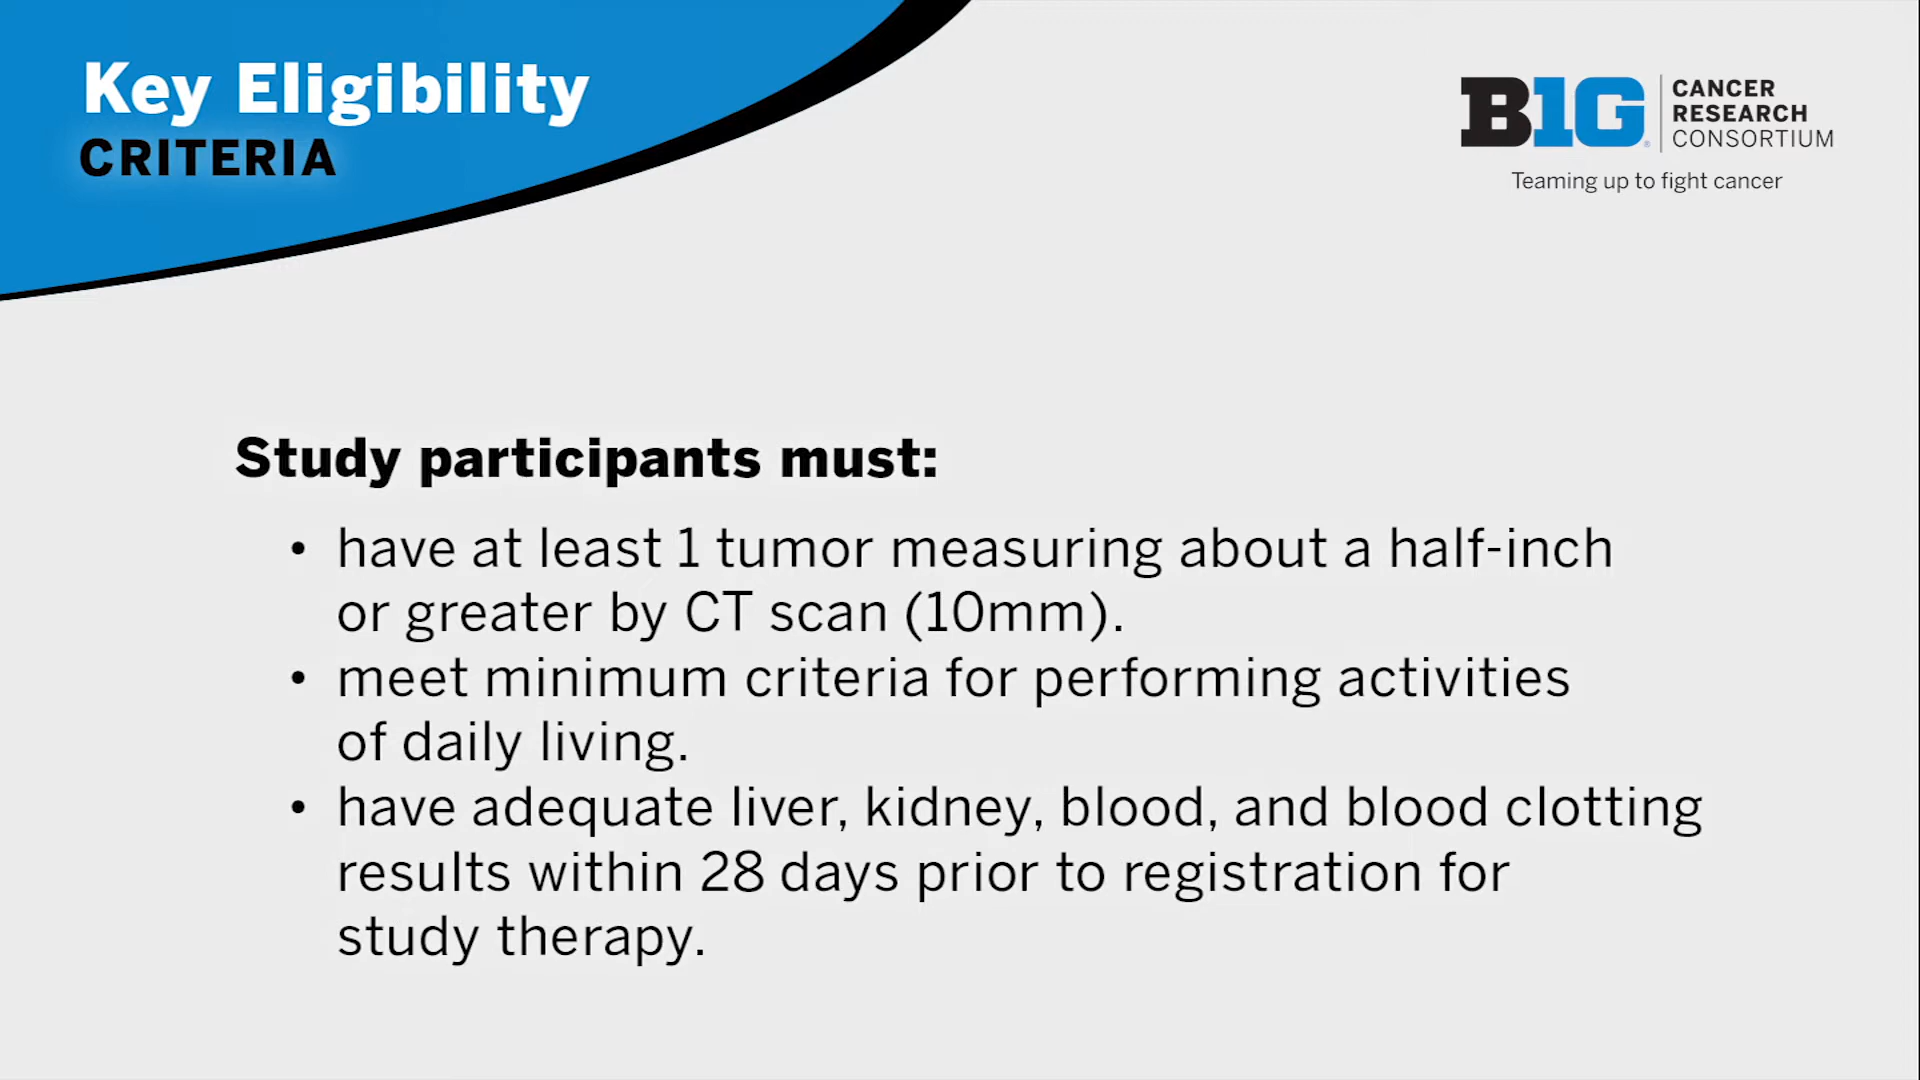 Key Eligibility
CRITERIA
B1G
CANCER
RESEARCH
CONSORTIUM
Teaming up to fight cancer
Study participants must:
• have at least 1 tumor measuring about a half-inch
or greater by CT scan (10mm).
• meet minimum criteria for performing activities
of daily living.
• have adequate liver, kidney, blood, and blood clotting
results within 28 days prior to registration for
study therapy.